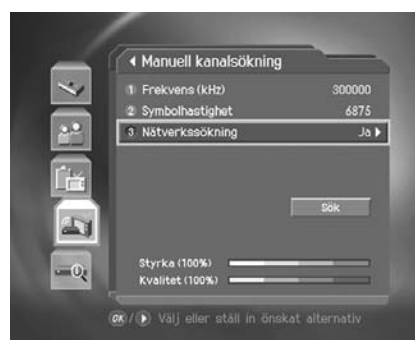 Manuell kanalsökning
1 Frekvens (kHz) 300000
2 Symbolhastighet 6875
3 Nätverkssökning Ja
Sök
Styrka (100%)
Kvalitet (100%)
OK / Välj eller ställ in önskat alternativ